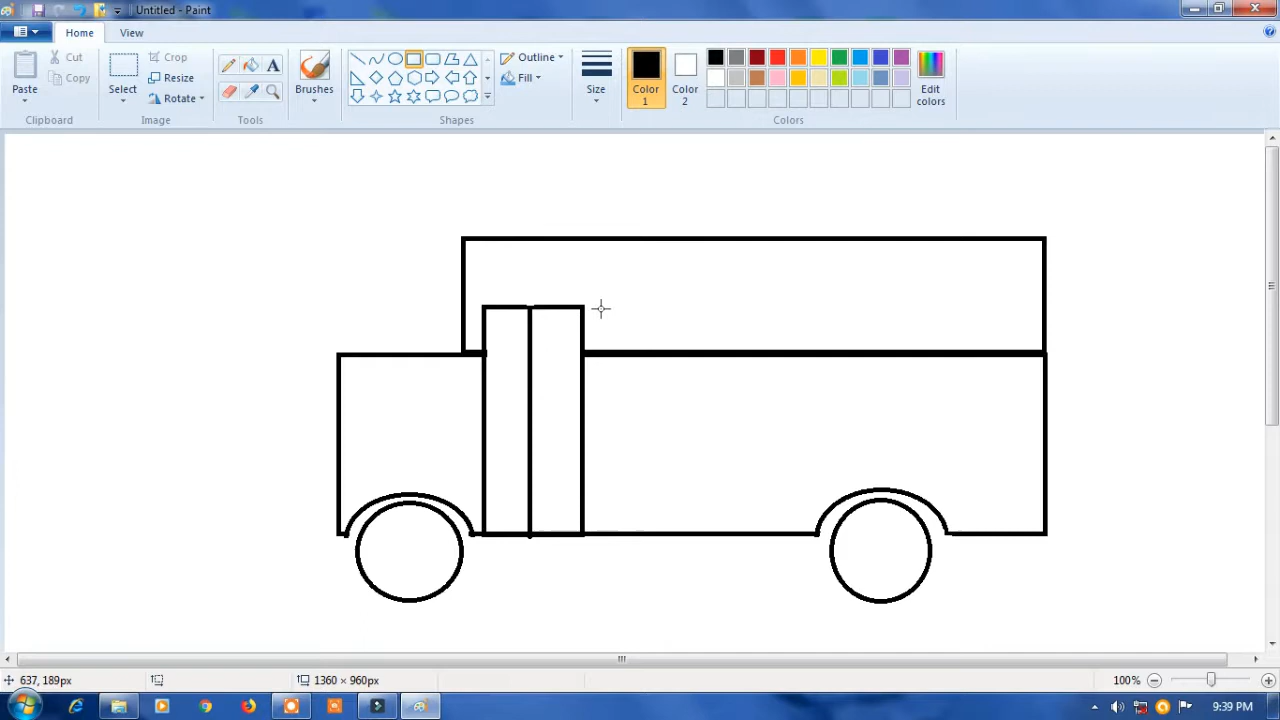 Untitled - Paint
Home
View
Paste
Cut
Copy
Clipboard
Select
Crop
Resize
Rotate
Image
Tools
Brushes
Outline
Fill
Shapes
Size
Color 1
Color 2
Edit colors
Colors
637, 189px
1360 × 960px
100%
9:39 PM